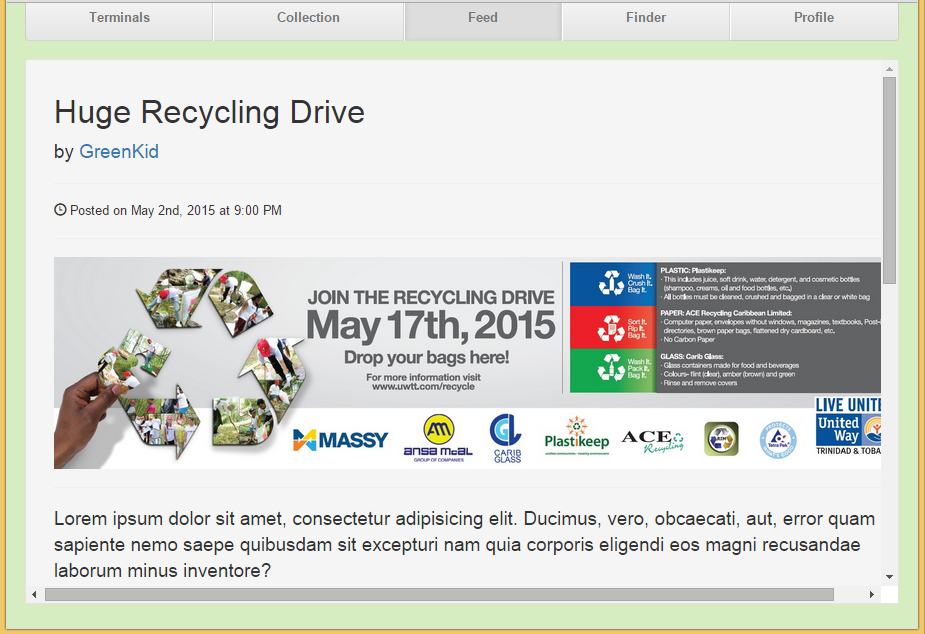 Terminals
Collection
Feed
Finder
Profile
Huge Recycling Drive
by GreenKid
Posted on May 2nd, 2015 at 9:00 PM
JOIN THE RECYCLING DRIVE
May 17th, 2015
Drop your bags here!
For more information visit
www.uwtt.com/recycle
Wash It.
Crush It.
Bag It.
PLASTIC: Plastikeep:
· This includes juice, soft drink, water, detergent, and cosmetic bottles
(shampoo, creams, oil and food bottles, etc.)
· All bottles must be cleaned, crushed and bagged in a clear or white bag
Sort It.
Rip It.
Bag It.
PAPER: ACE Recycling Caribbean Limited:
· Computer paper, envelopes without windows, magazines, textbooks, Post-
directories, brown paper bags, flattened dry cardboard, etc.
· No Carbon Paper
Wash It.
Pack It.
Bag It.
GLASS: Carib Glass:
· Glass containers made for food and beverages
· Colours- flint (clear), amber (brown) and green
· Rinse and remove covers
MASSY
AM
ansa mcal
GROUP OF COMPANIES
CARIB
GLASS
Plastikeep
ACE
Recycling
Tetra Pak
LIVE UNIT
United
Way
TRINIDAD & TOBA
Lorem ipsum dolor sit amet, consectetur adipisicing elit. Ducimus, vero, obcaecati, aut, error quam
sapiente nemo saepe quibusdam sit excepturi nam quia corporis eligendi eos magni recusandae
laborum minus inventore?